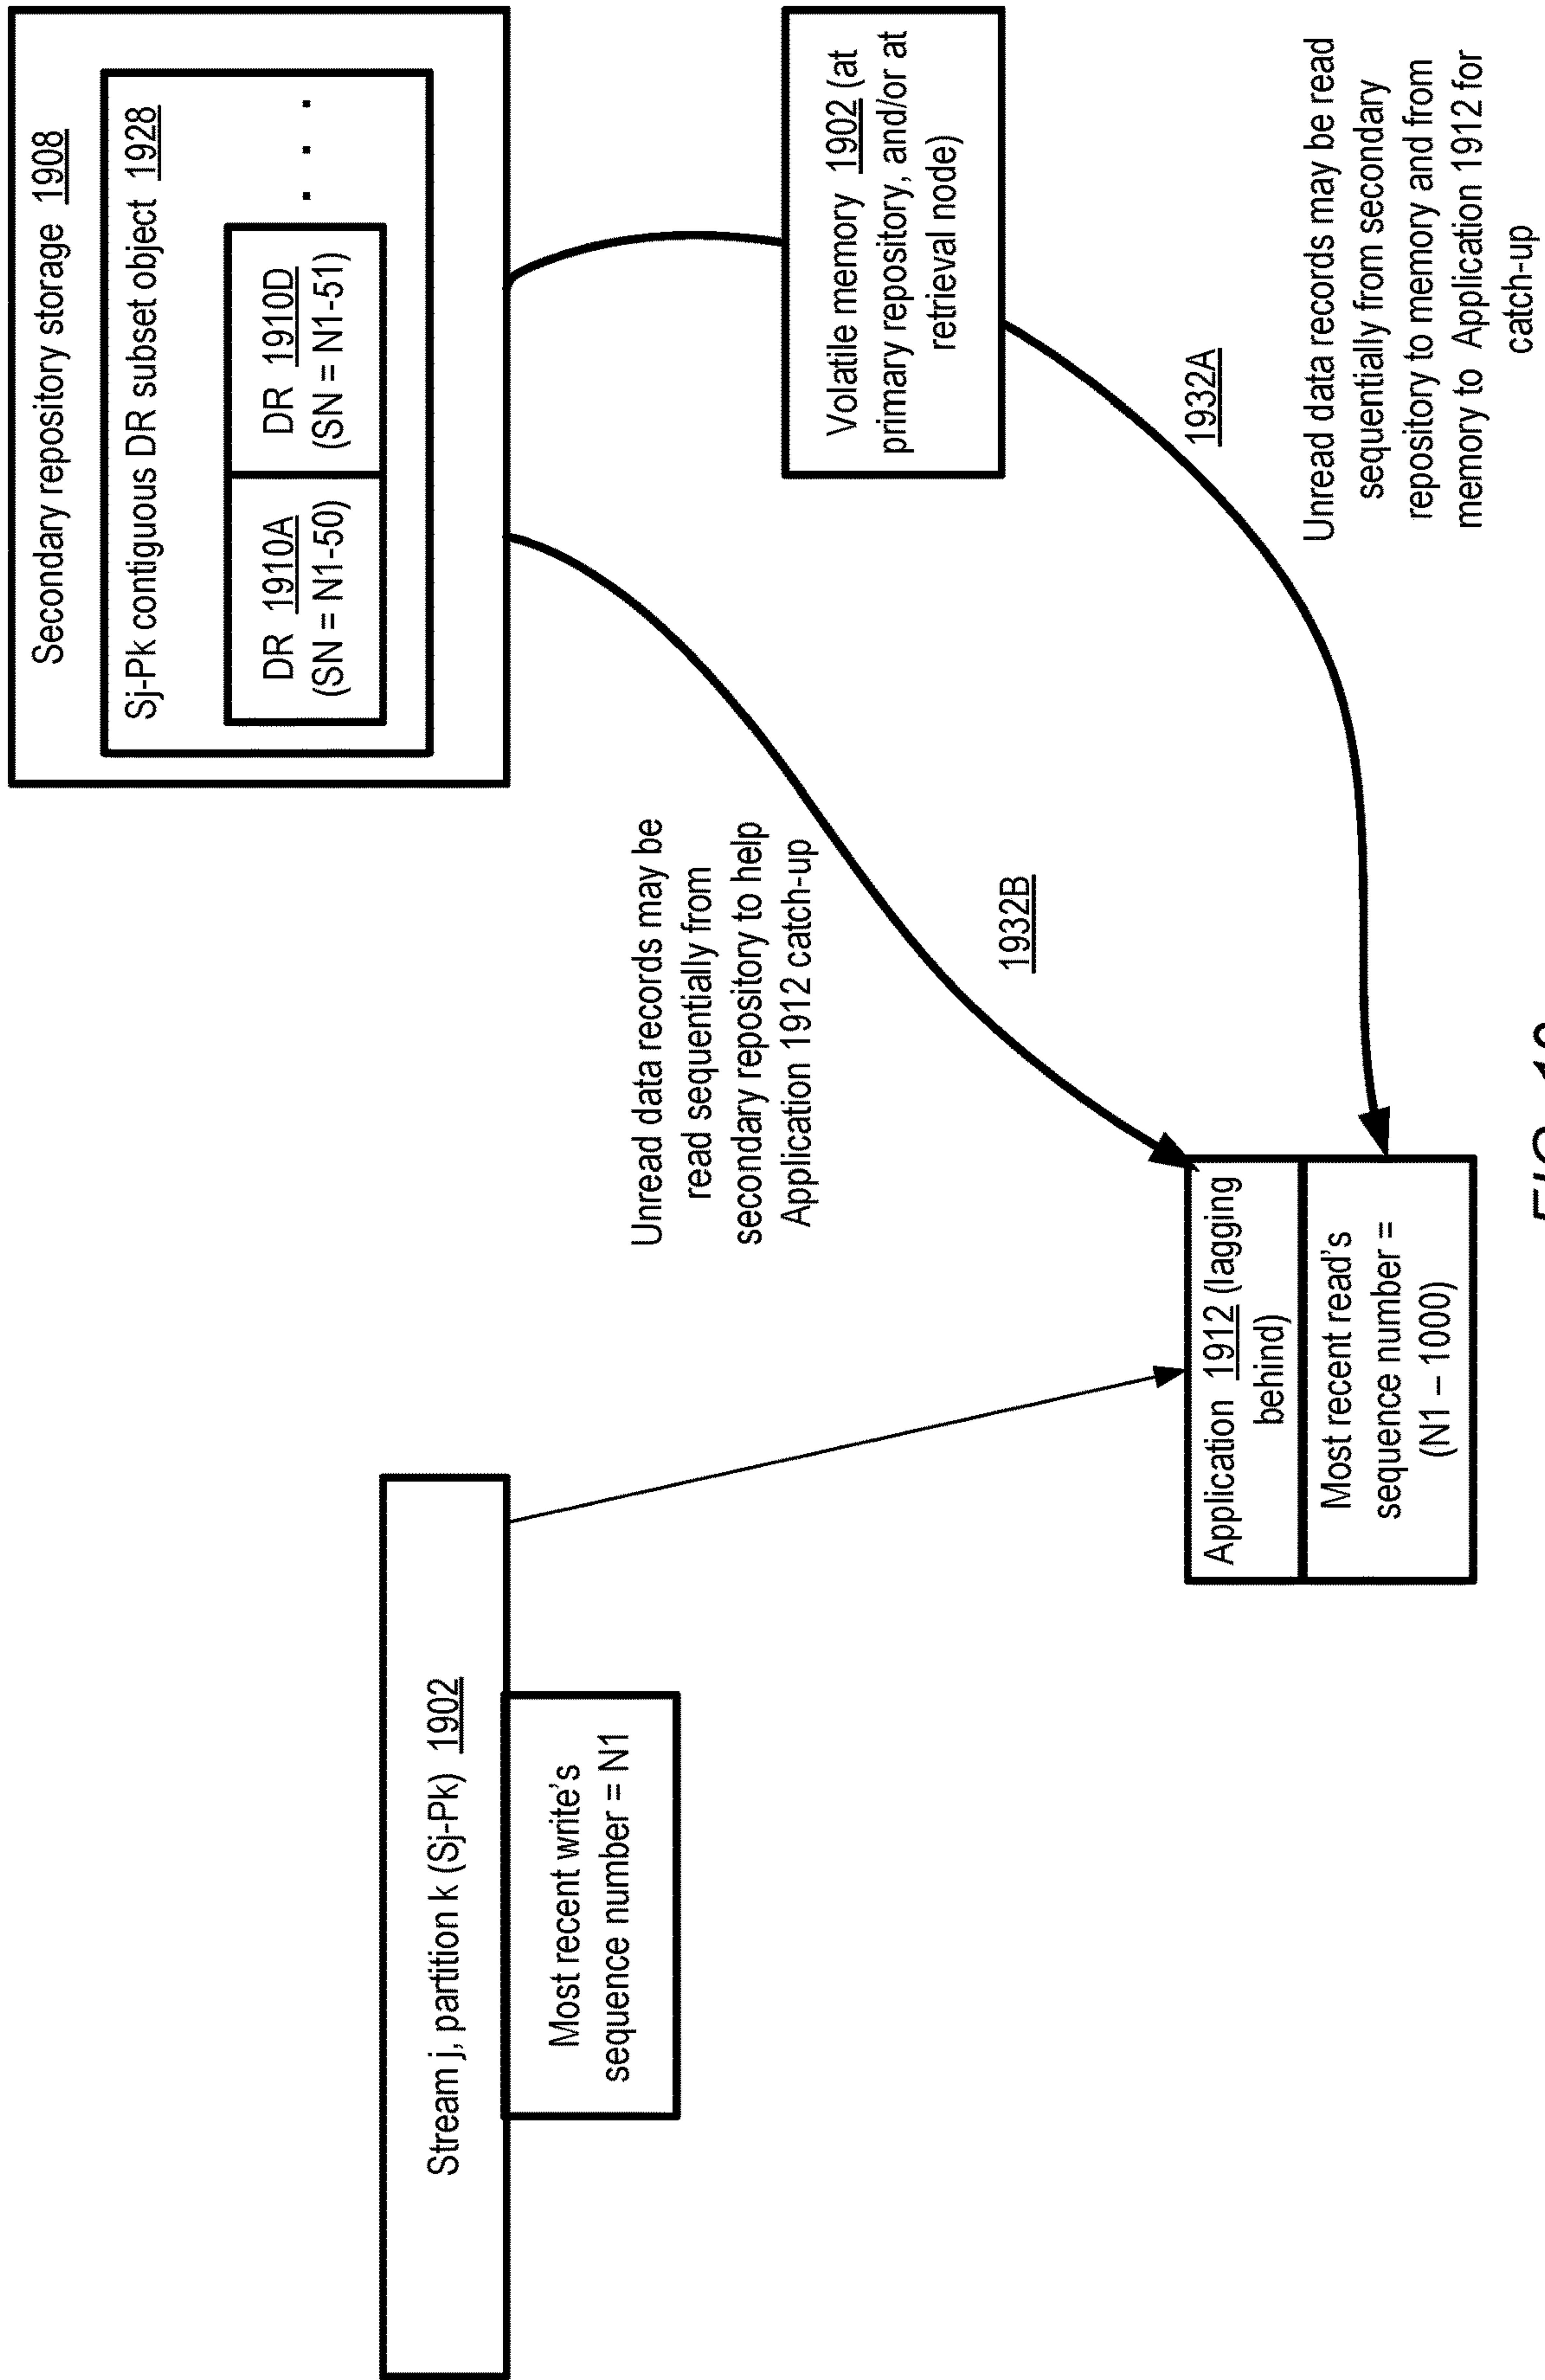 Stream j, partition k (Sj-Pk) 1902
Most recent write's
sequence number = N1
Secondary repository storage 1908
Sj-Pk contiguous DR subset object 1928
DR 1910A
(SN = N1-50)
DR 1910D
(SN = N1-51)
. . .
Unread data records may be
read sequentially from
secondary repository to help
Application 1912 catch-up
1932B
Volatile memory 1902 (at
primary repository, and/or at
retrieval node)
1932A
Application 1912 (lagging
behind)
Most recent read's
sequence number =
(N1 – 1000)
Unread data records may be read
sequentially from secondary
repository to memory and from
memory to Application 1912 for
catch-up
FIG.